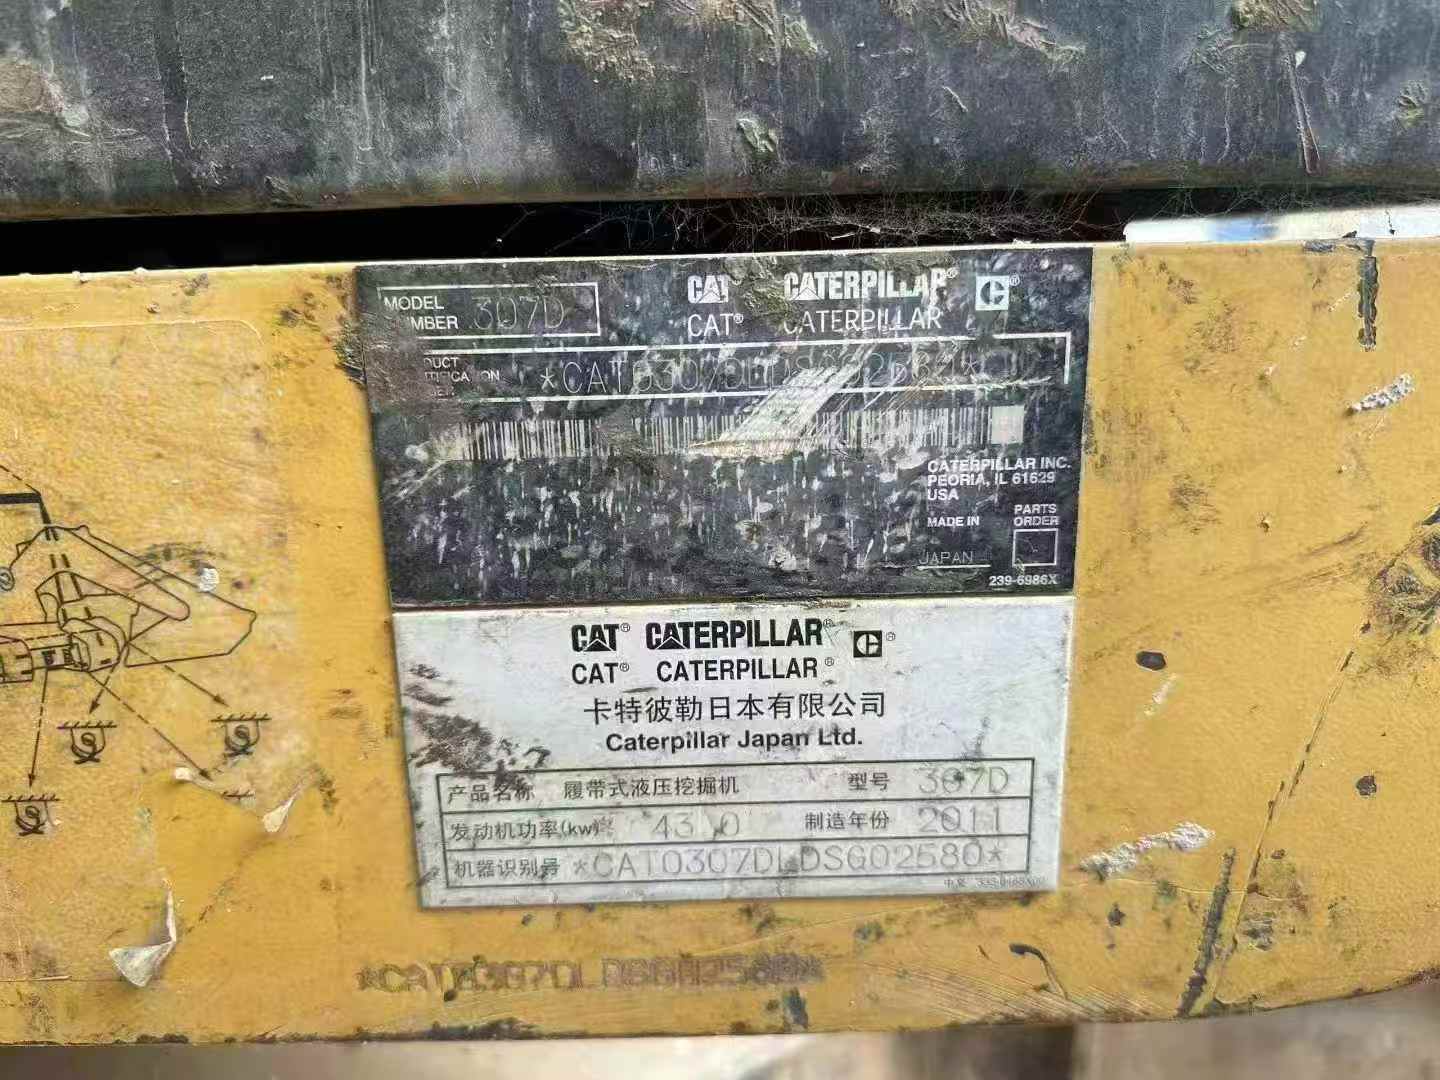 MODEL
NUMBER 307D
CAT® CATERPILLAR®
CAT® CATERPILLAR
CATERPILLAR INC.
PEORIA, IL 61629
USA
MADE IN
JAPAN
PARTS
ORDER
239-6986X
CAT® CATERPILLAR®
CAT® CATERPILLAR®
卡特彼勒日本有限公司
Caterpillar Japan Ltd.
产品名称 履带式液压挖掘机 型号 307D
发动机功率(kw) 43.0 制造年份 2011
机器识别号 *CAT0307DLDSG02580*